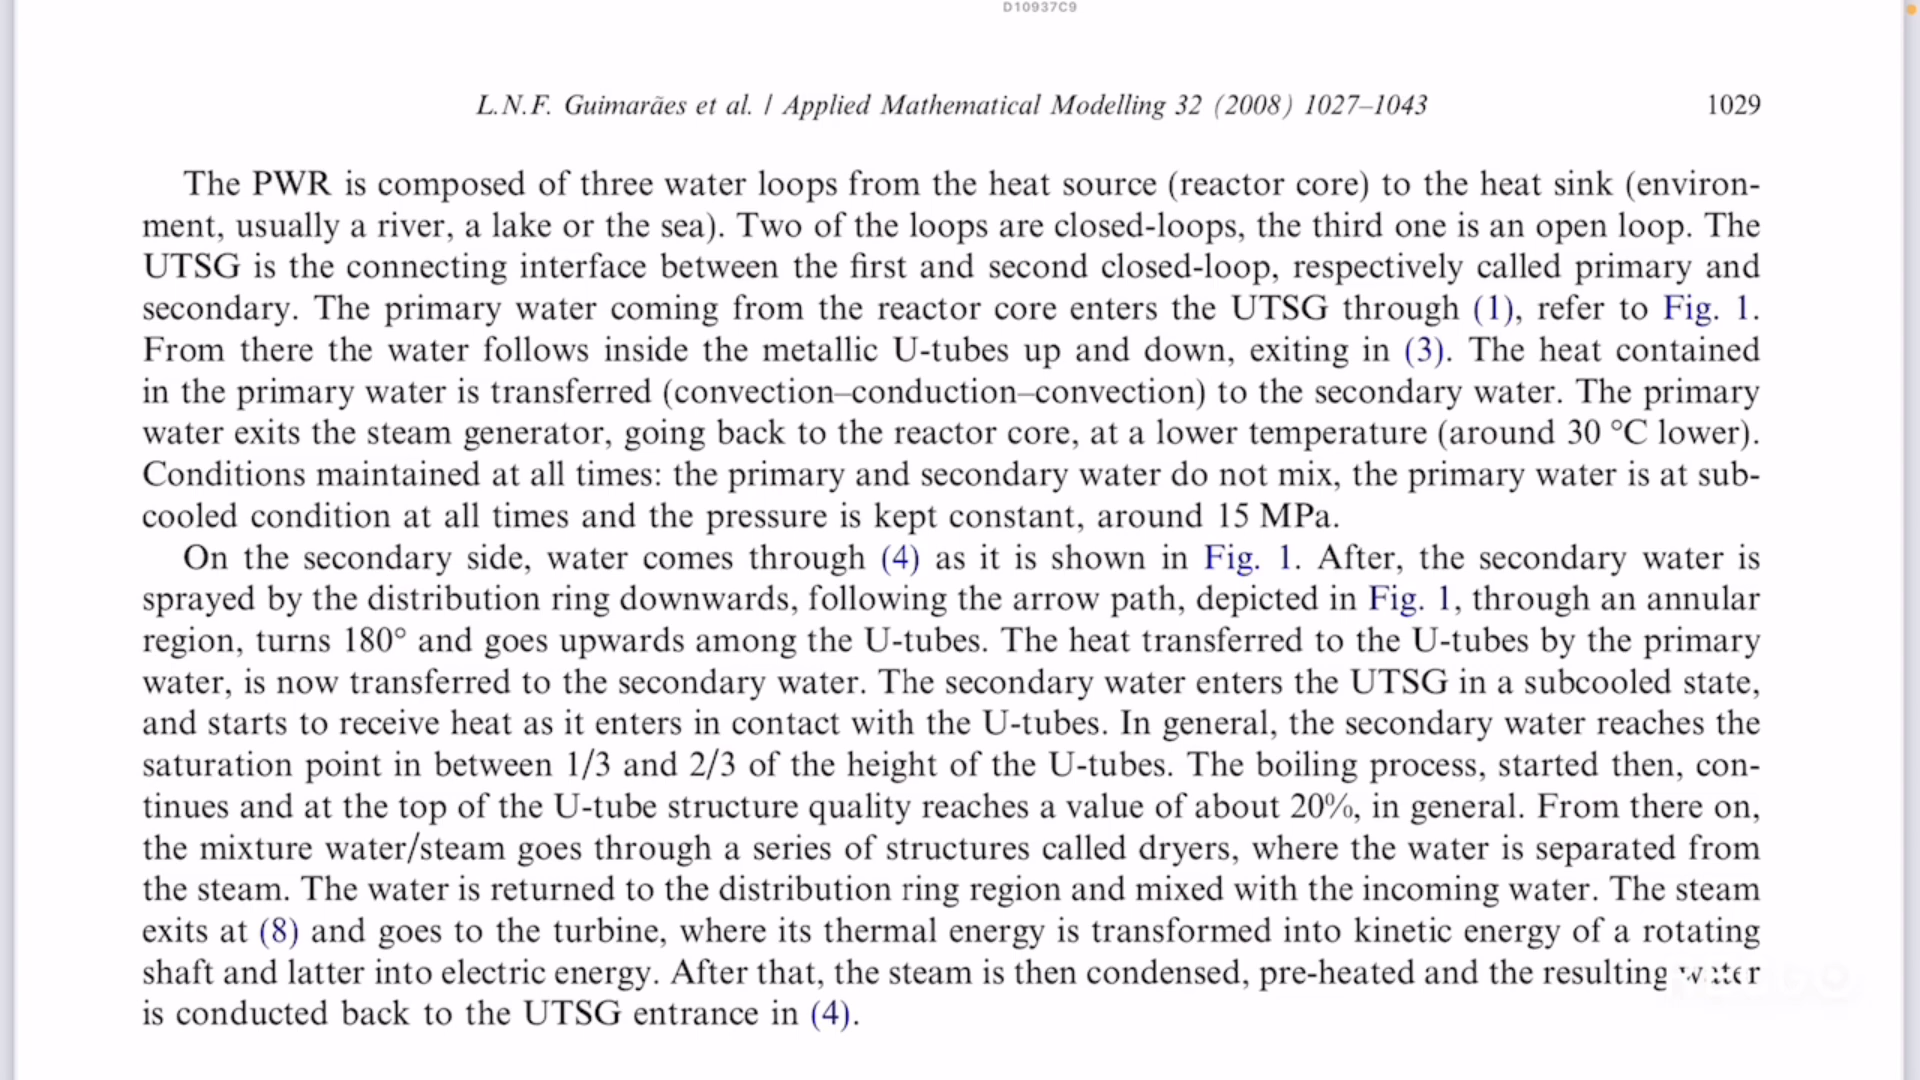 D10937C9
L.N.F. Guimarães et al. / Applied Mathematical Modelling 32 (2008) 1027–1043 1029
The PWR is composed of three water loops from the heat source (reactor core) to the heat sink (environ-
ment, usually a river, a lake or the sea). Two of the loops are closed-loops, the third one is an open loop. The
UTSG is the connecting interface between the first and second closed-loop, respectively called primary and
secondary. The primary water coming from the reactor core enters the UTSG through (1), refer to Fig. 1.
From there the water follows inside the metallic U-tubes up and down, exiting in (3). The heat contained
in the primary water is transferred (convection–conduction–convection) to the secondary water. The primary
water exits the steam generator, going back to the reactor core, at a lower temperature (around 30 °C lower).
Conditions maintained at all times: the primary and secondary water do not mix, the primary water is at sub-
cooled condition at all times and the pressure is kept constant, around 15 MPa.
On the secondary side, water comes through (4) as it is shown in Fig. 1. After, the secondary water is
sprayed by the distribution ring downwards, following the arrow path, depicted in Fig. 1, through an annular
region, turns 180° and goes upwards among the U-tubes. The heat transferred to the U-tubes by the primary
water, is now transferred to the secondary water. The secondary water enters the UTSG in a subcooled state,
and starts to receive heat as it enters in contact with the U-tubes. In general, the secondary water reaches the
saturation point in between 1/3 and 2/3 of the height of the U-tubes. The boiling process, started then, con-
tinues and at the top of the U-tube structure quality reaches a value of about 20%, in general. From there on,
the mixture water/steam goes through a series of structures called dryers, where the water is separated from
the steam. The water is returned to the distribution ring region and mixed with the incoming water. The steam
exits at (8) and goes to the turbine, where its thermal energy is transformed into kinetic energy of a rotating
shaft and latter into electric energy. After that, the steam is then condensed, pre-heated and the resulting water
is conducted back to the UTSG entrance in (4).